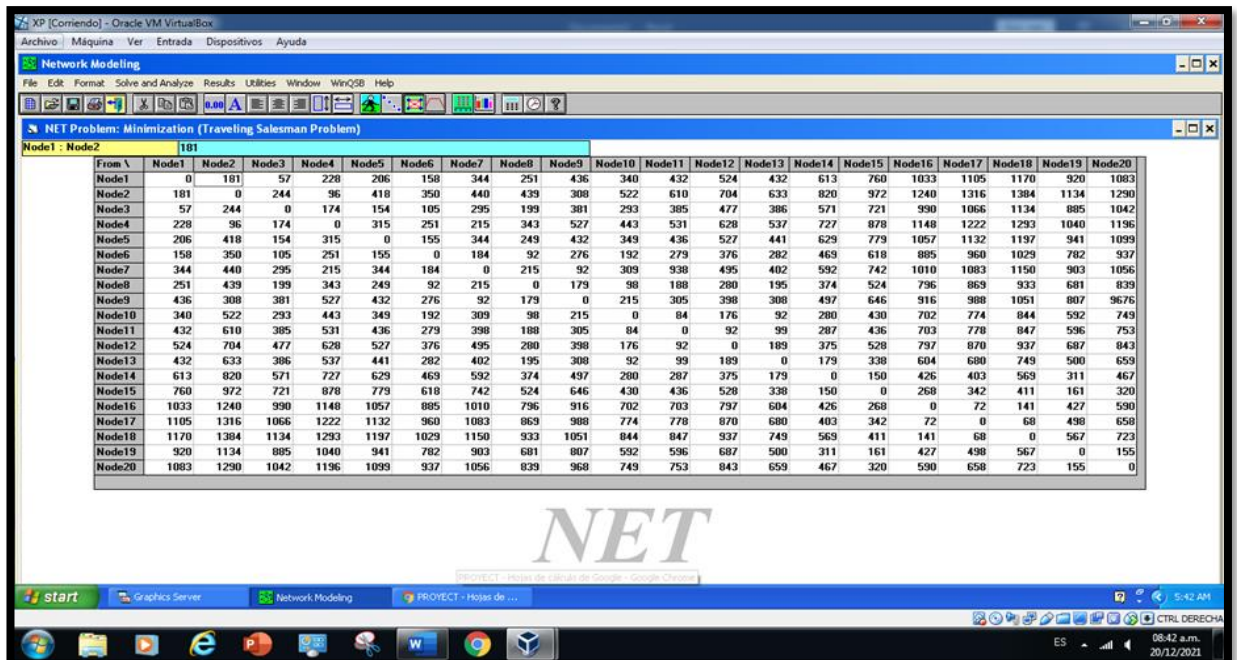 XP [Corriendo] - Oracle VM VirtualBox
Archivo Máquina Ver Entrada Dispositivos Ayuda
Network Modeling
File Edit Format Solve and Analyze Results Utilities Window WinQSB Help
0.00 A
NET Problem: Minimization (Traveling Salesman Problem)
Node1 : Node2 181
From \ Node1 Node2 Node3 Node4 Node5 Node6 Node7 Node8 Node9 Node10 Node11 Node12 Node13 Node14 Node15 Node16 Node17 Node18 Node19 Node20
Node1 0 181 57 228 206 158 344 251 436 340 432 524 432 613 760 1033 1105 1170 920 1083
Node2 181 0 244 96 418 350 440 439 308 522 610 704 633 820 972 1240 1316 1384 1134 1290
Node3 57 244 0 174 154 105 295 199 381 293 385 477 386 571 721 990 1066 1134 885 1042
Node4 228 96 174 0 315 251 215 343 527 443 531 628 537 727 878 1148 1222 1293 1040 1196
Node5 206 418 154 315 0 155 344 249 432 349 436 527 441 629 779 1057 1132 1197 941 1099
Node6 158 350 105 251 155 0 184 92 276 192 279 376 282 469 618 885 960 1029 782 937
Node7 344 440 295 215 344 184 0 215 92 309 938 495 402 592 742 1010 1083 1150 903 1056
Node8 251 439 199 343 249 92 215 0 179 98 188 280 195 374 524 796 869 933 681 839
Node9 436 308 381 527 432 276 92 179 0 215 305 398 308 497 646 916 988 1051 807 9676
Node10 340 522 293 443 349 192 309 98 215 0 84 176 92 280 430 702 774 844 592 749
Node11 432 610 385 531 436 279 398 188 305 84 0 92 99 287 436 703 778 847 596 753
Node12 524 704 477 628 527 376 495 280 398 176 92 0 189 375 528 797 870 937 687 843
Node13 432 633 386 537 441 282 402 195 308 92 99 189 0 179 338 604 680 749 500 659
Node14 613 820 571 727 629 469 592 374 497 280 287 375 179 0 150 426 403 569 311 467
Node15 760 972 721 878 779 618 742 524 646 430 436 528 338 150 0 268 342 411 161 320
Node16 1033 1240 990 1148 1057 885 1010 796 916 702 703 797 604 426 268 0 72 141 427 590
Node17 1105 1316 1066 1222 1132 960 1083 869 988 774 778 870 680 403 342 72 0 68 498 658
Node18 1170 1384 1134 1293 1197 1029 1150 933 1051 844 847 937 749 569 411 141 68 0 567 723
Node19 920 1134 885 1040 941 782 903 681 807 592 596 687 500 311 161 427 498 567 0 155
Node20 1083 1290 1042 1196 1099 937 1056 839 968 749 753 843 659 467 320 590 658 723 155 0
NET
PROYECT - Hojas de cálculo de Google - Google Chrome
start Graphics Server Network Modeling PROYECT - Hojas de ... 5:42 AM
CTRL DERECHA
ES 08:42 a.m.
20/12/2021